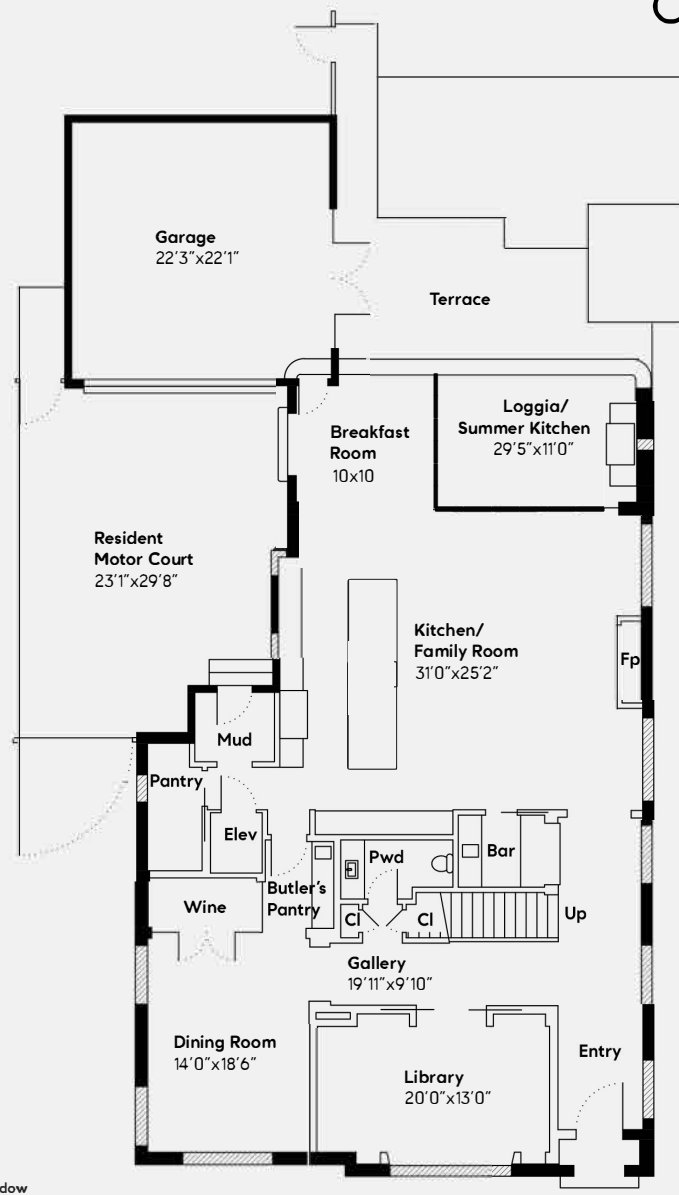 Garage
22'3"x22'1"
Terrace
Loggia/
Summer Kitchen
29'5"x11'0"
Breakfast
Room
10x10
Resident
Motor Court
23'1"x29'8"
Kitchen/
Family Room
31'0"x25'2"
Fp
Mud
Pantry
Elev
Butler's
Pantry
Pwd
Bar
Wine
Cl
Cl
Up
Gallery
19'11"x9'10"
Dining Room
14'0"x18'6"
Library
20'0"x13'0"
Entry
dow